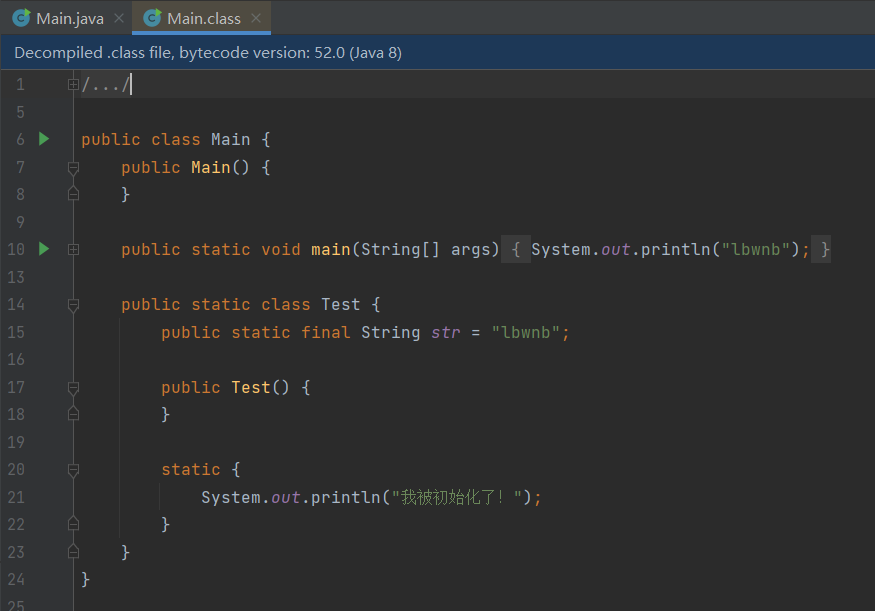 Main.java
Main.class
Decompiled .class file, bytecode version: 52.0 (Java 8)
1 /.../
5
6 public class Main {
7 public Main() {
8 }
9
10 public static void main(String[] args) { System.out.println("lbwnb"); }
13
14 public static class Test {
15 public static final String str = "lbwnb";
16
17 public Test() {
18 }
19
20 static {
21 System.out.println("我被初始化了！");
22 }
23 }
24 }
25